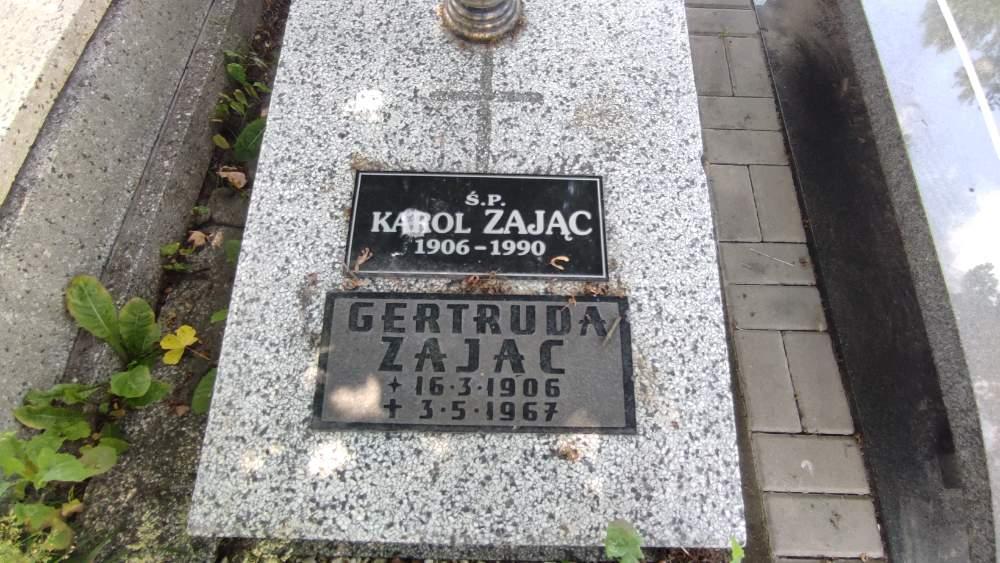 Ś.P.
KAROL ZAJĄC
1906-1990
GERTRUDA
ZAJĄC
+ 16·3·1906
+ 3·5·1967